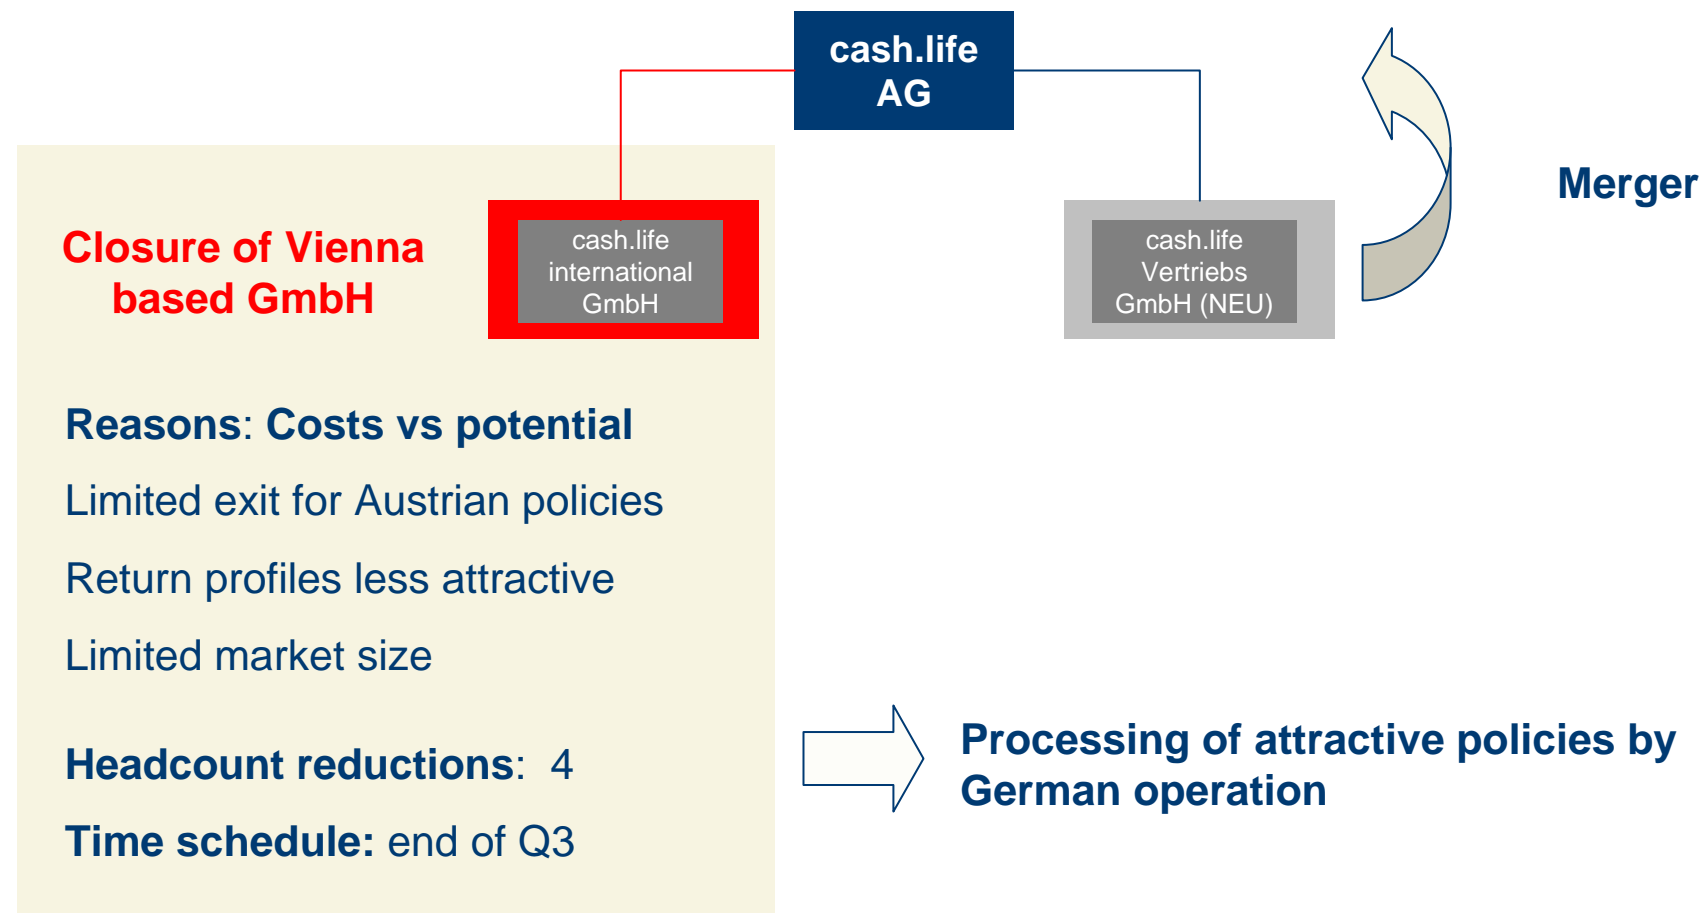 cash.life
AG
Merger
Closure of Vienna
based GmbH
cash.life
international
GmbH
cash.life
Vertriebs
GmbH (NEU)
Reasons: Costs vs potential
Limited exit for Austrian policies
Return profiles less attractive
Limited market size
Headcount reductions: 4
Time schedule: end of Q3
Processing of attractive policies by
German operation